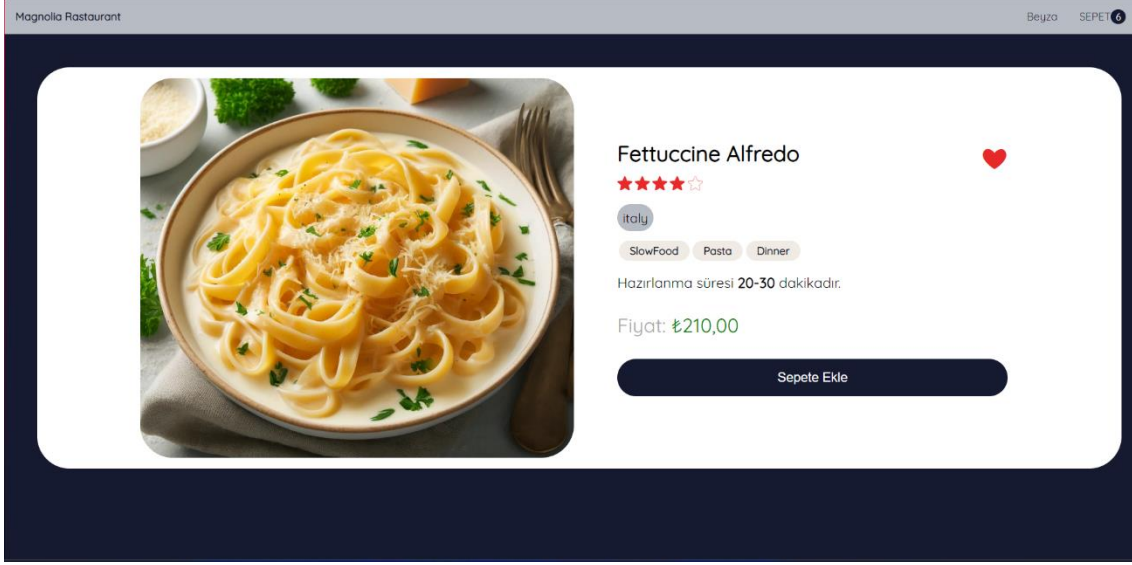 Magnolia Rastaurant Beyza SEPET 6
Fettuccine Alfredo
italy
SlowFood Pasta Dinner
Hazırlanma süresi 20-30 dakikadır.
Fiyat: ₺210,00
Sepete Ekle